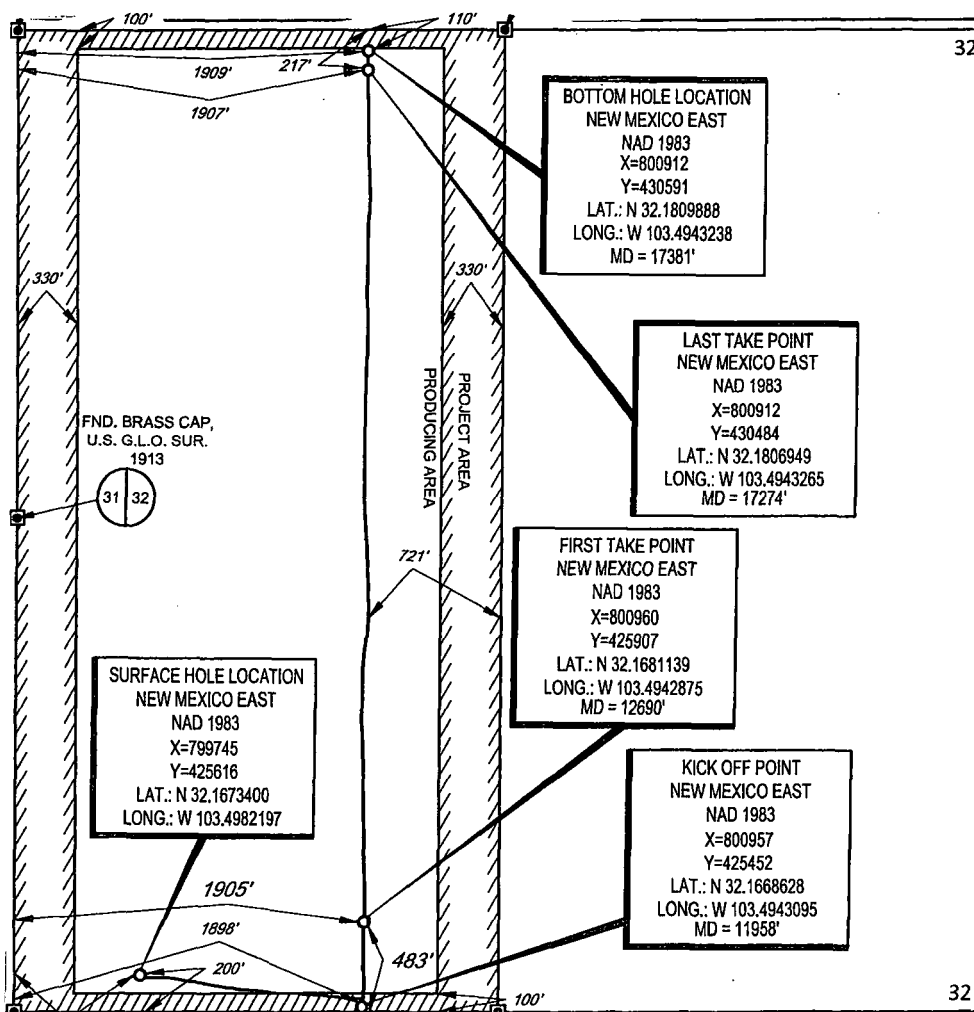 100'
110'
32
1909'
217'
1907'
BOTTOM HOLE LOCATION
NEW MEXICO EAST
NAD 1983
X=800912
Y=430591
LAT.: N 32.1809888
LONG.: W 103.4943238
MD = 17381'
330'
330'
LAST TAKE POINT
NEW MEXICO EAST
NAD 1983
X=800912
Y=430484
LAT.: N 32.1806949
LONG.: W 103.4943265
MD = 17274'
PRODUCING AREA
PROJECT AREA
FND. BRASS CAP,
U.S. G.L.O. SUR.
1913
31 32
FIRST TAKE POINT
NEW MEXICO EAST
NAD 1983
X=800960
Y=425907
LAT.: N 32.1681139
LONG.: W 103.4942875
MD = 12690'
721'
SURFACE HOLE LOCATION
NEW MEXICO EAST
NAD 1983
X=799745
Y=425616
LAT.: N 32.1673400
LONG.: W 103.4982197
KICK OFF POINT
NEW MEXICO EAST
NAD 1983
X=800957
Y=425452
LAT.: N 32.1668628
LONG.: W 103.4943095
MD = 11958'
1905'
1898'
483'
200'
100'
32